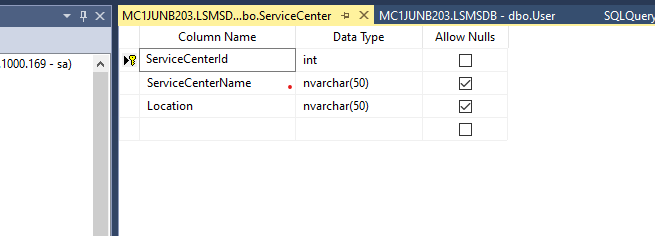 MC1JUNB203.LSMSD...bo.ServiceCenter
MC1JUNB203.LSMSDB - dbo.User
SQLQuery
.1000.169 - sa)
Column Name Data Type Allow Nulls
ServiceCenterId int
ServiceCenterName nvarchar(50)
Location nvarchar(50)